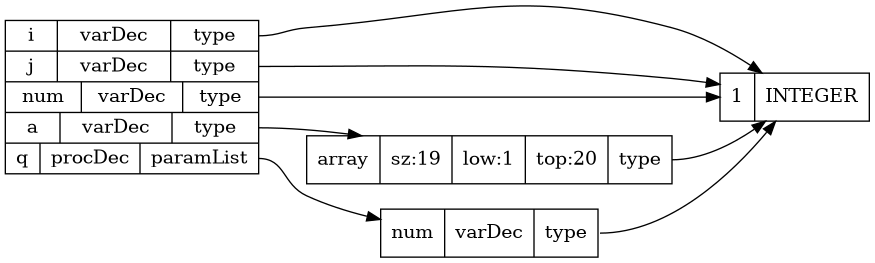 i varDec type
j varDec type
num varDec type
a varDec type
q procDec paramList
1 INTEGER
array sz:19 low:1 top:20 type
num varDec type